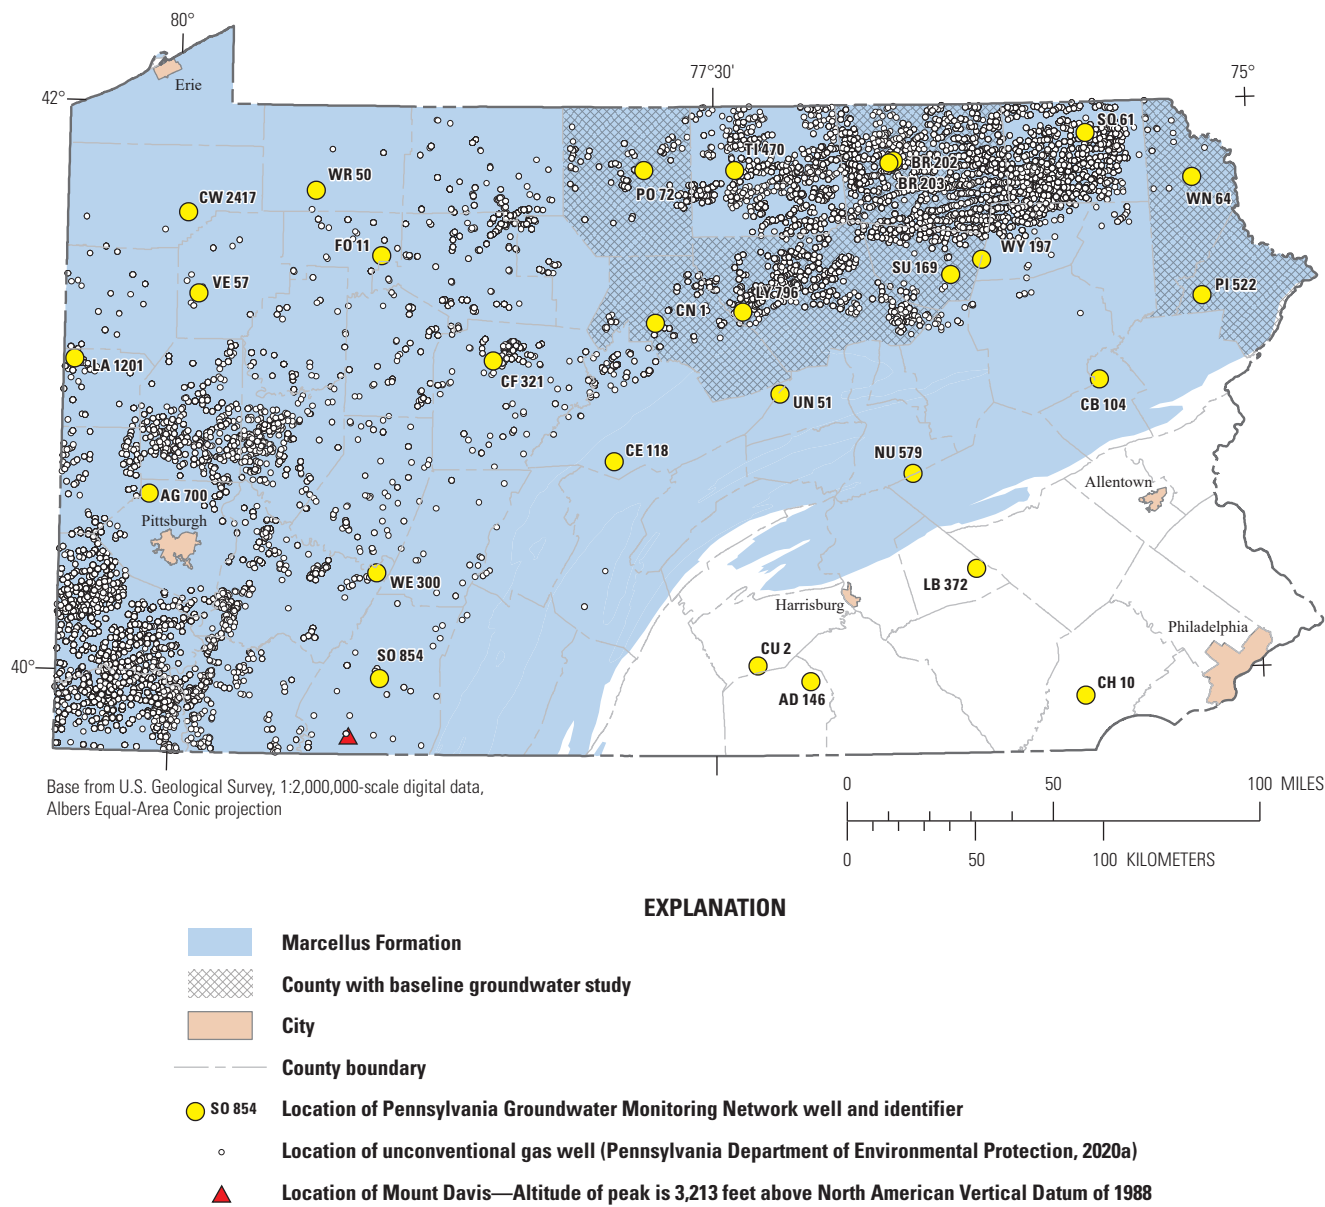 80°
77°30'
75°
42°
Erie
SQ 61
TI 470
BR 202
WR 50
BR 203
PO 72
CW 2417
WN 64
FO 11
WY 197
SU 169
VE 57
LY 796
PI 522
CN 1
LA 1201
CF 321
UN 51
CB 104
CE 118
NU 579
Allentown
AG 700
Pittsburgh
WE 300
LB 372
Harrisburg
Philadelphia
CU 2
SO 854
40°
CH 10
AD 146
Base from U.S. Geological Survey, 1:2,000,000-scale digital data,
Albers Equal-Area Conic projection
0 50 100 MILES
0 50 100 KILOMETERS
EXPLANATION
Marcellus Formation
County with baseline groundwater study
City
County boundary
SO 854 Location of Pennsylvania Groundwater Monitoring Network well and identifier
Location of unconventional gas well (Pennsylvania Department of Environmental Protection, 2020a)
Location of Mount Davis—Altitude of peak is 3,213 feet above North American Vertical Datum of 1988